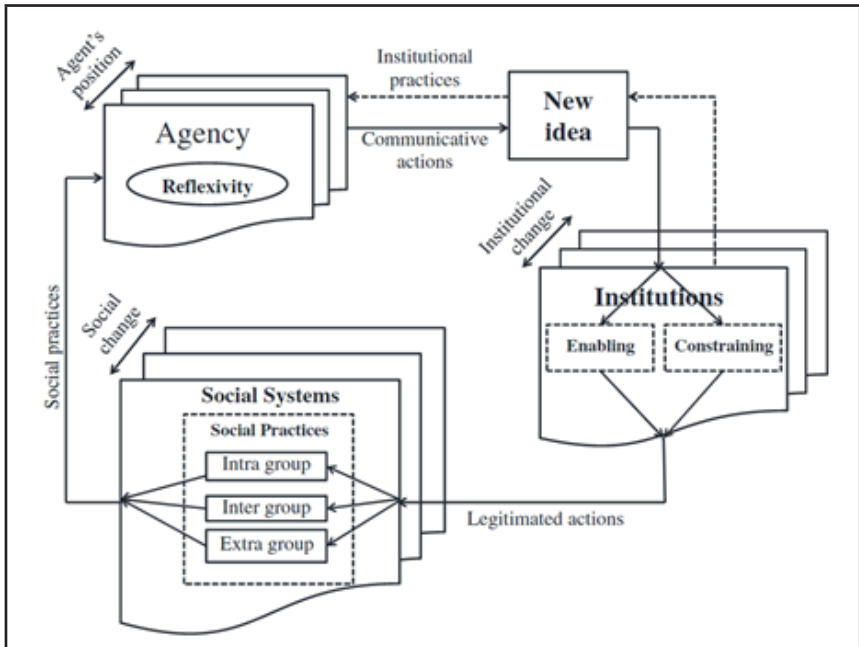 Agent's
position
Institutional
practices
New
idea
Agency
Communicative
actions
Reflexivity
Institutional
change
Institutions
Enabling
Constraining
Social
change
Social practices
Social Systems
Social Practices
Intra group
Inter group
Extra group
Legitimated actions